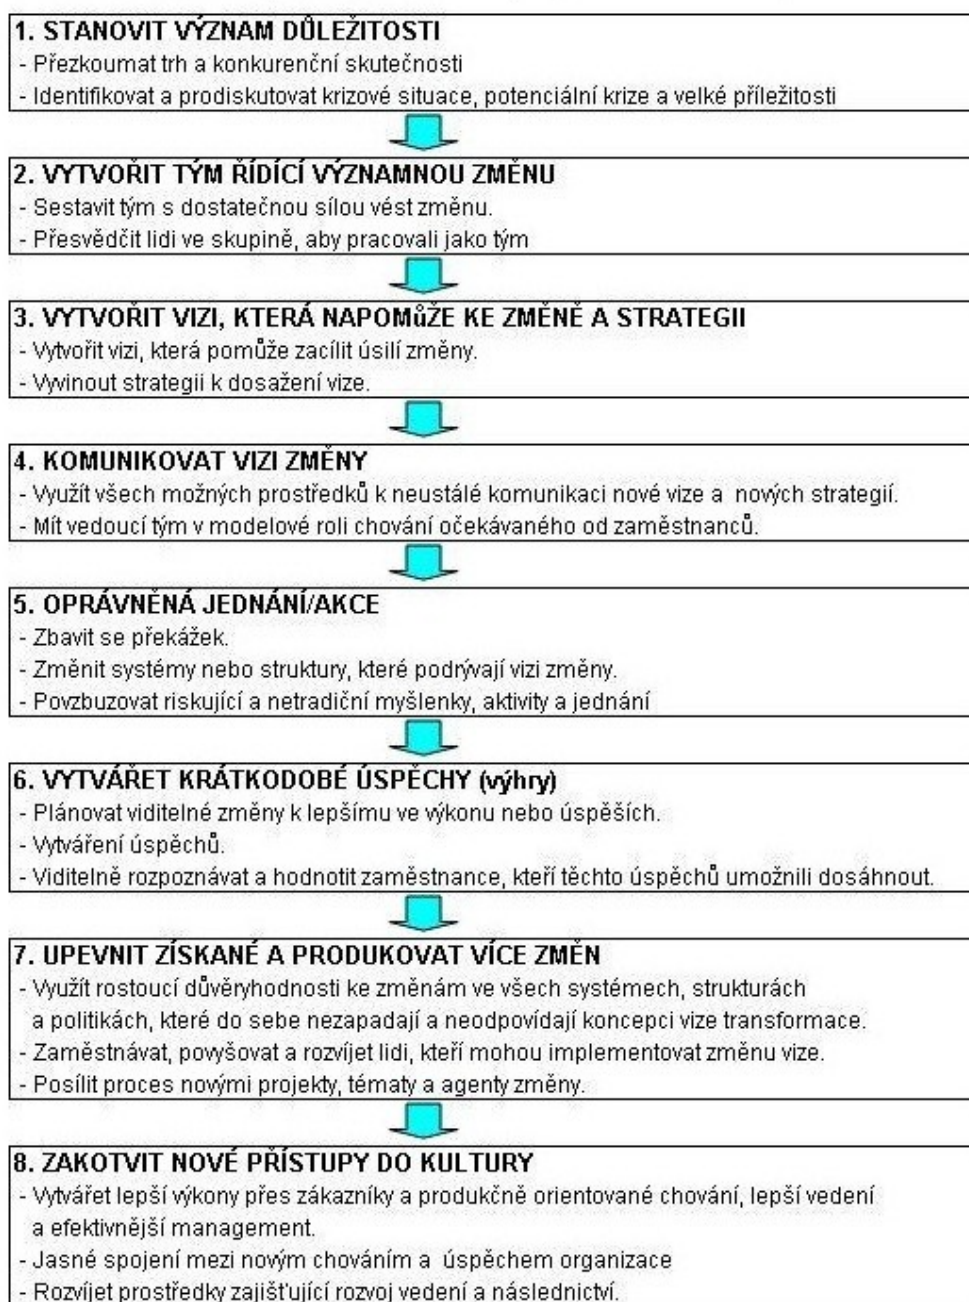 1. STANOVIT VÝZNAM DŮLEŽITOSTI
- Přezkoumat trh a konkurenční skutečnosti
- Identifikovat a prodiskutovat krizové situace, potenciální krize a velké příležitosti
2. VYTVOŘIT TÝM ŘÍDÍCÍ VÝZNAMNOU ZMĚNU
- Sestavit tým s dostatečnou sílou vést změnu.
- Přesvědčit lidi ve skupině, aby pracovali jako tým
3. VYTVOŘIT VIZI, KTERÁ NAPOMůŽE KE ZMĚNĚ A STRATEGII
- Vytvořit vizi, která pomůže zacílit úsilí změny.
- Vyvinout strategii k dosažení vize.
4. KOMUNIKOVAT VIZI ZMĚNY
- Využít všech možných prostředků k neustálé komunikaci nové vize a nových strategií.
- Mít vedoucí tým v modelové roli chování očekávaného od zaměstnanců.
5. OPRÁVNĚNÁ JEDNÁNÍ/AKCE
- Zbavit se překážek.
- Změnit systémy nebo struktury, které podrývají vizi změny.
- Povzbuzovat riskující a netradiční myšlenky, aktivity a jednání
6. VYTVÁŘET KRÁTKODOBÉ ÚSPĚCHY (výhry)
- Plánovat viditelné změny k lepšímu ve výkonu nebo úspěších.
- Vytváření úspěchů.
- Viditelně rozpoznávat a hodnotit zaměstnance, kteří těchto úspěchů umožnili dosáhnout.
7. UPEVNIT ZÍSKANÉ A PRODUKOVAT VÍCE ZMĚN
- Využít rostoucí důvěryhodnosti ke změnám ve všech systémech, strukturách
a politikách, které do sebe nezapadají a neodpovídají koncepci vize transformace.
- Zaměstnávat, povyšovat a rozvíjet lidi, kteří mohou implementovat změnu vize.
- Posílit proces novými projekty, tématy a agenty změny.
8. ZAKOTVIT NOVÉ PŘÍSTUPY DO KULTURY
- Vytvářet lepší výkony přes zákazníky a produkčně orientované chování, lepší vedení
a efektivnější management.
- Jasné spojení mezi novým chováním a úspěchem organizace
- Rozvíjet prostředky zajišťující rozvoj vedení a následnictví.